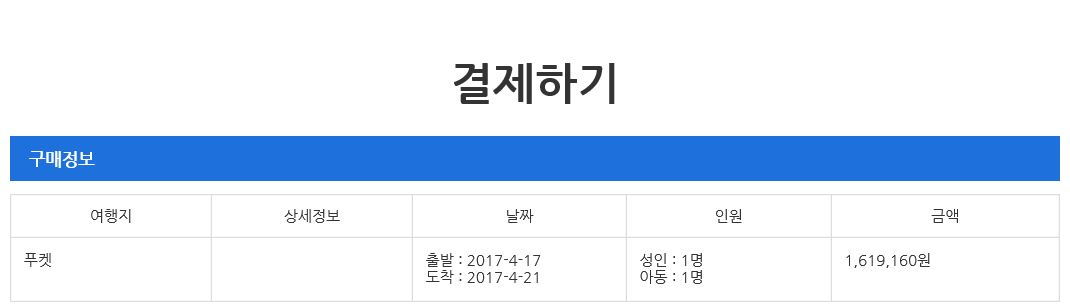 결제하기
구매정보
여행지 상세정보 날짜 인원 금액
푸켓 출발 : 2017-4-17 성인 : 1명 1,619,160원
도착 : 2017-4-21 아동 : 1명